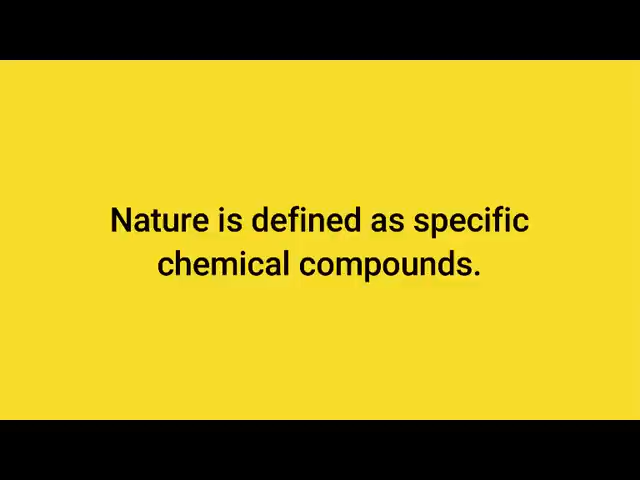 Nature is defined as specific
chemical compounds.